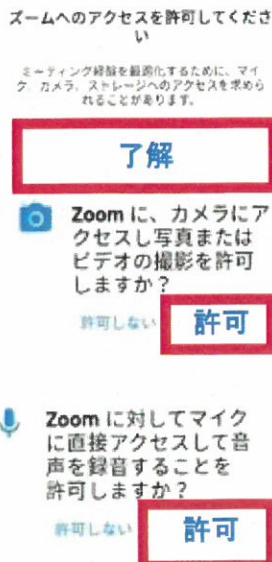 ズームへのアクセスを許可してくださ
い
ミーティング経験を最適化するために、マイ
ク、カメラ、ストレージへのアクセスを求めら
れることがあります。
了解
Zoom に、カメラにア
クセスし写真または
ビデオの撮影を許可
しますか？
許可しない 許可
Zoom に対してマイク
に直接アクセスして音
声を録音することを
許可しますか？
許可しない 許可